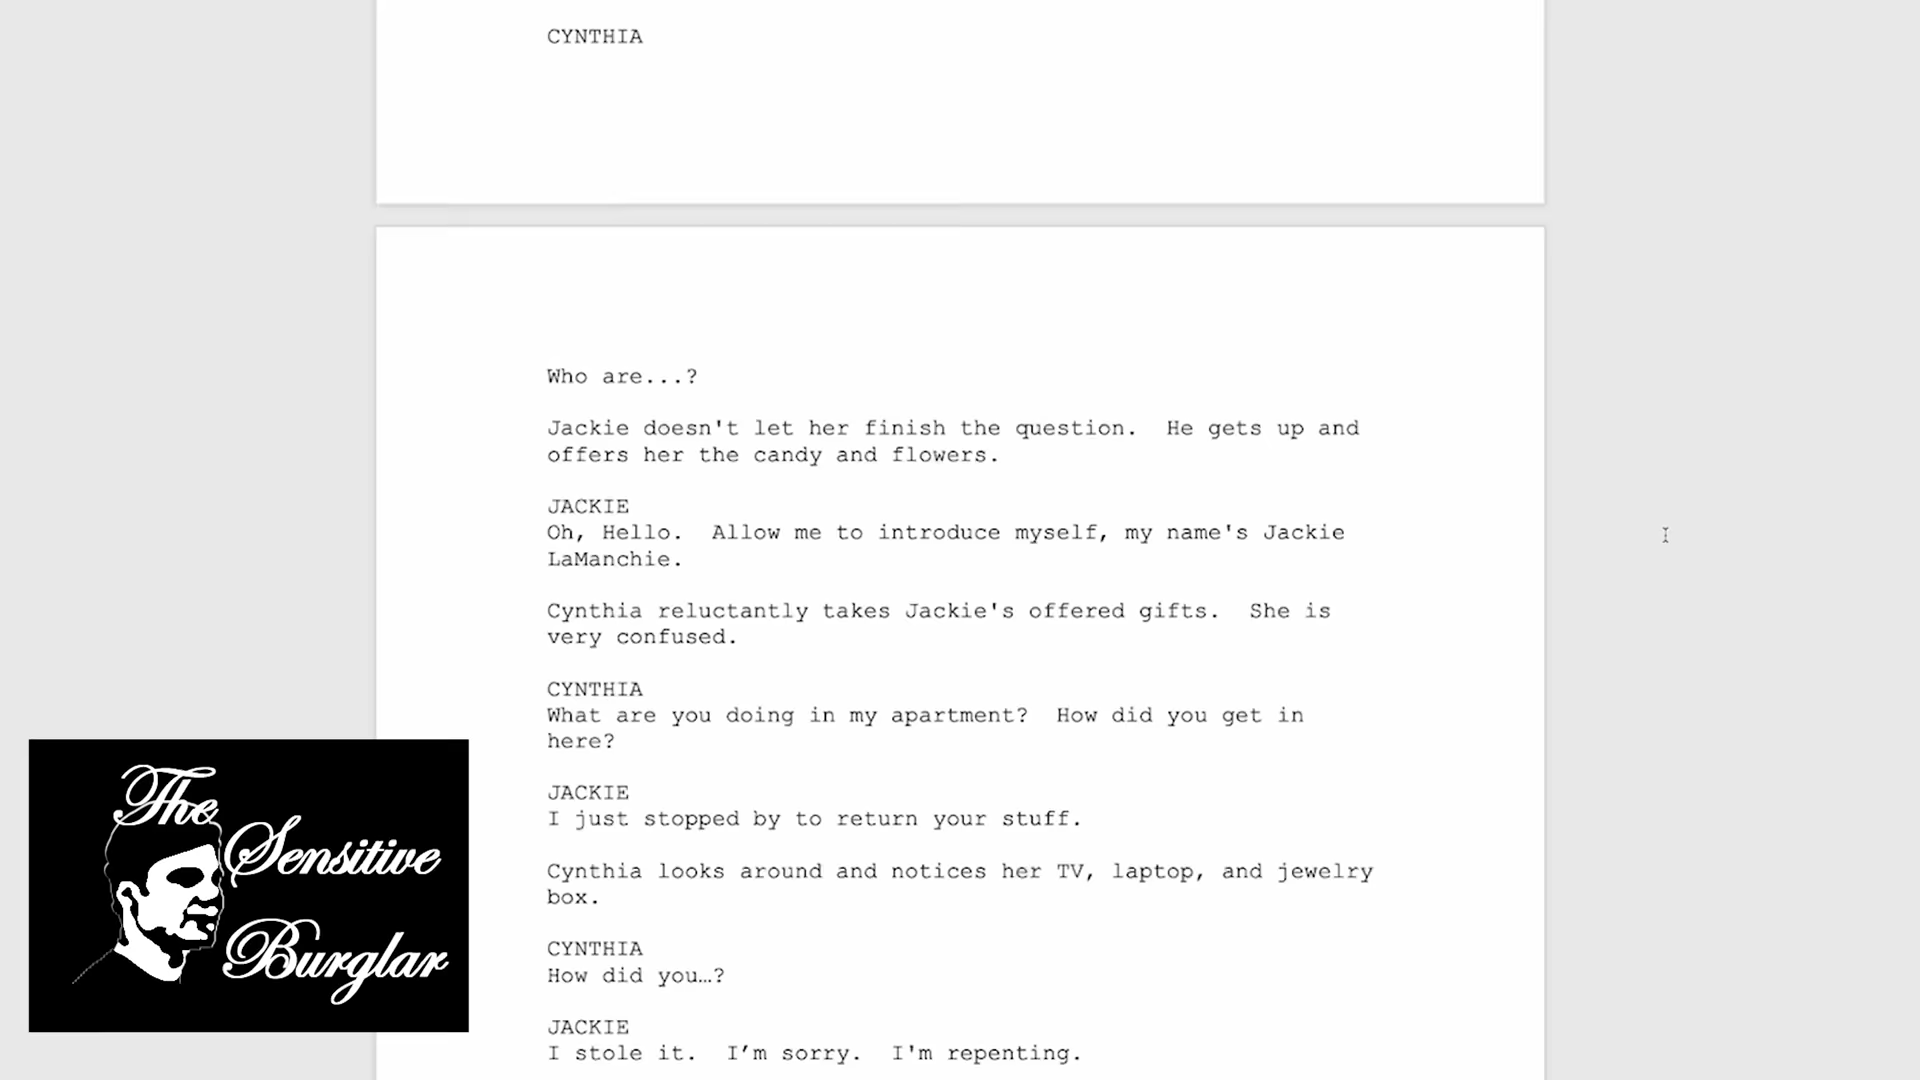 CYNTHIA
Who are...?
Jackie doesn't let her finish the question.  He gets up and
offers her the candy and flowers.
JACKIE
Oh, Hello.  Allow me to introduce myself, my name's Jackie
LaManchie.
Cynthia reluctantly takes Jackie's offered gifts.  She is
very confused.
CYNTHIA
What are you doing in my apartment?  How did you get in
here?
JACKIE
I just stopped by to return your stuff.
Cynthia looks around and notices her TV, laptop, and jewelry
box.
CYNTHIA
How did you…?
JACKIE
I stole it.  I’m sorry.  I'm repenting.
The
Sensitive
Burglar